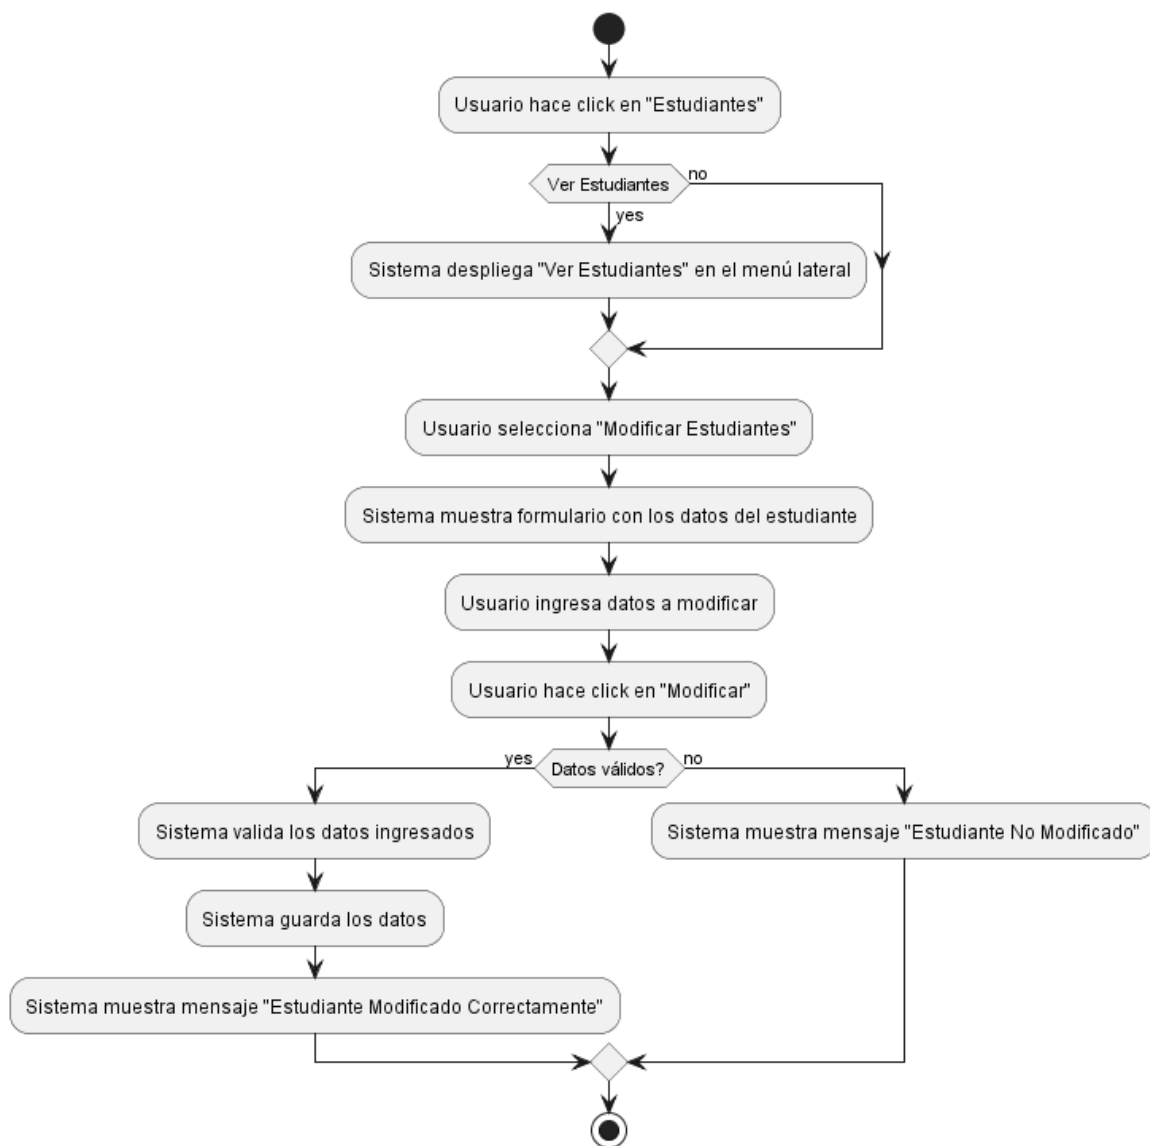 Usuario hace click en "Estudiantes"
Ver Estudiantes
no
yes
Sistema despliega "Ver Estudiantes" en el menú lateral
Usuario selecciona "Modificar Estudiantes"
Sistema muestra formulario con los datos del estudiante
Usuario ingresa datos a modificar
Usuario hace click en "Modificar"
yes
Datos válidos?
no
Sistema valida los datos ingresados
Sistema muestra mensaje "Estudiante No Modificado"
Sistema guarda los datos
Sistema muestra mensaje "Estudiante Modificado Correctamente"